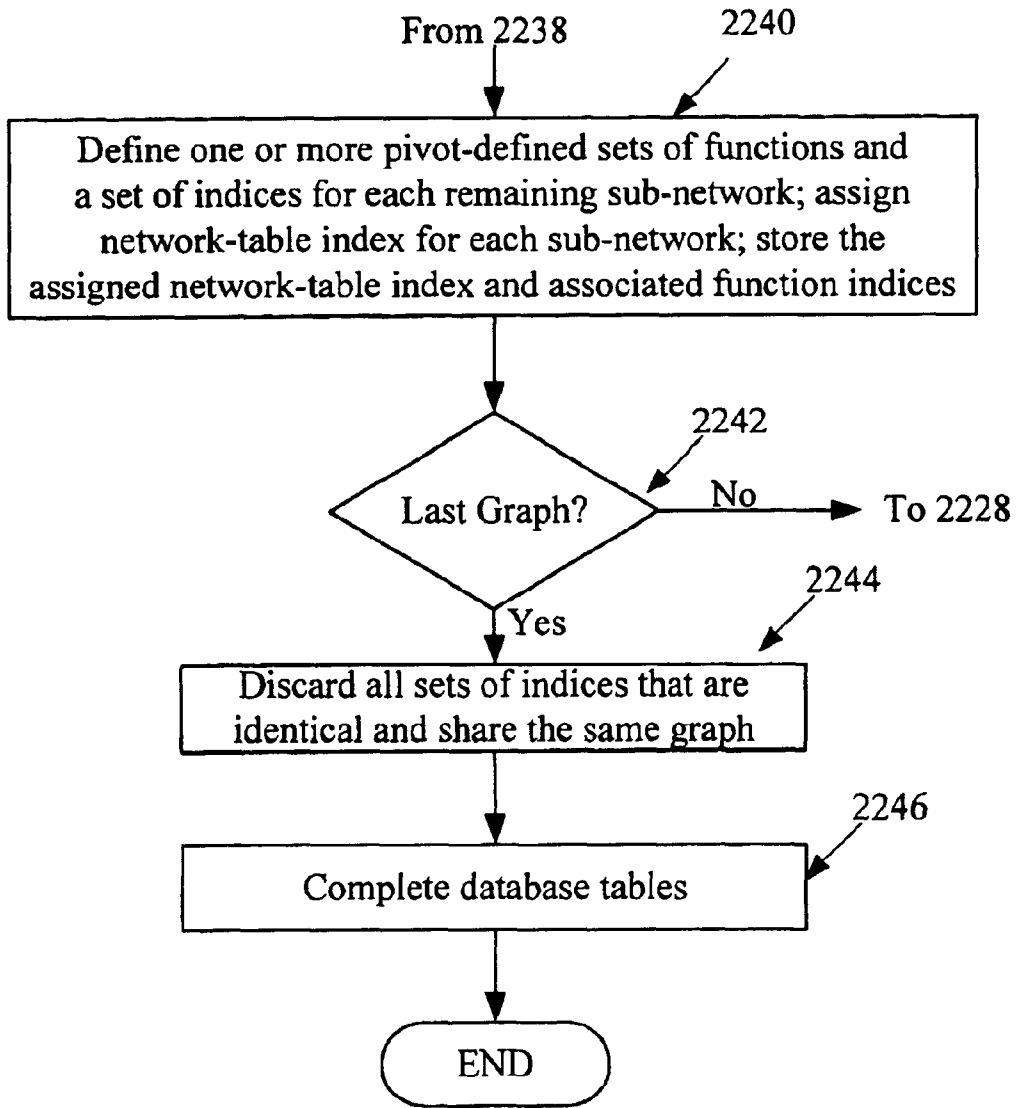 From 2238
2240
Define one or more pivot-defined sets of functions and
a set of indices for each remaining sub-network; assign
network-table index for each sub-network; store the
assigned network-table index and associated function indices
2242
Last Graph?
No
To 2228
Yes
2244
Discard all sets of indices that are
identical and share the same graph
2246
Complete database tables
END